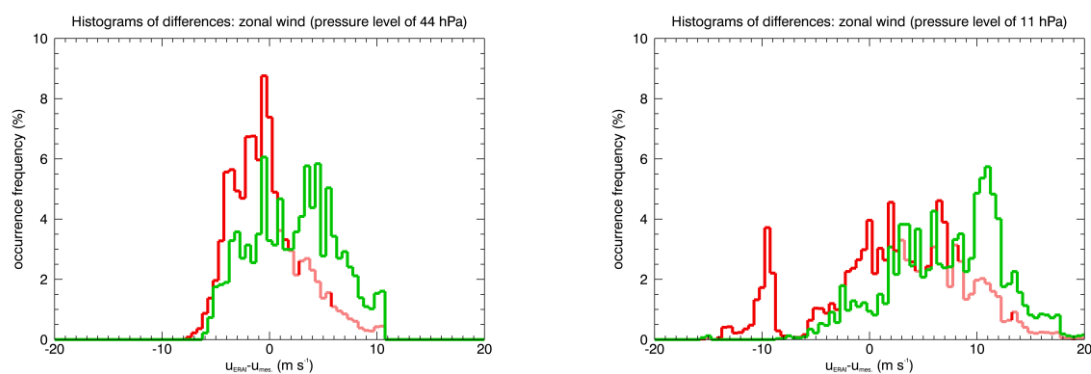 Histograms of differences: zonal wind (pressure level of 44 hPa)
10
8
6
4
2
0
occurrence frequency (%)
-20 -10 0 10 20
u_ERAI-u_mes. (m s⁻¹)
Histograms of differences: zonal wind (pressure level of 11 hPa)
10
8
6
4
2
0
occurrence frequency (%)
-20 -10 0 10 20
u_ERAI-u_mes. (m s⁻¹)